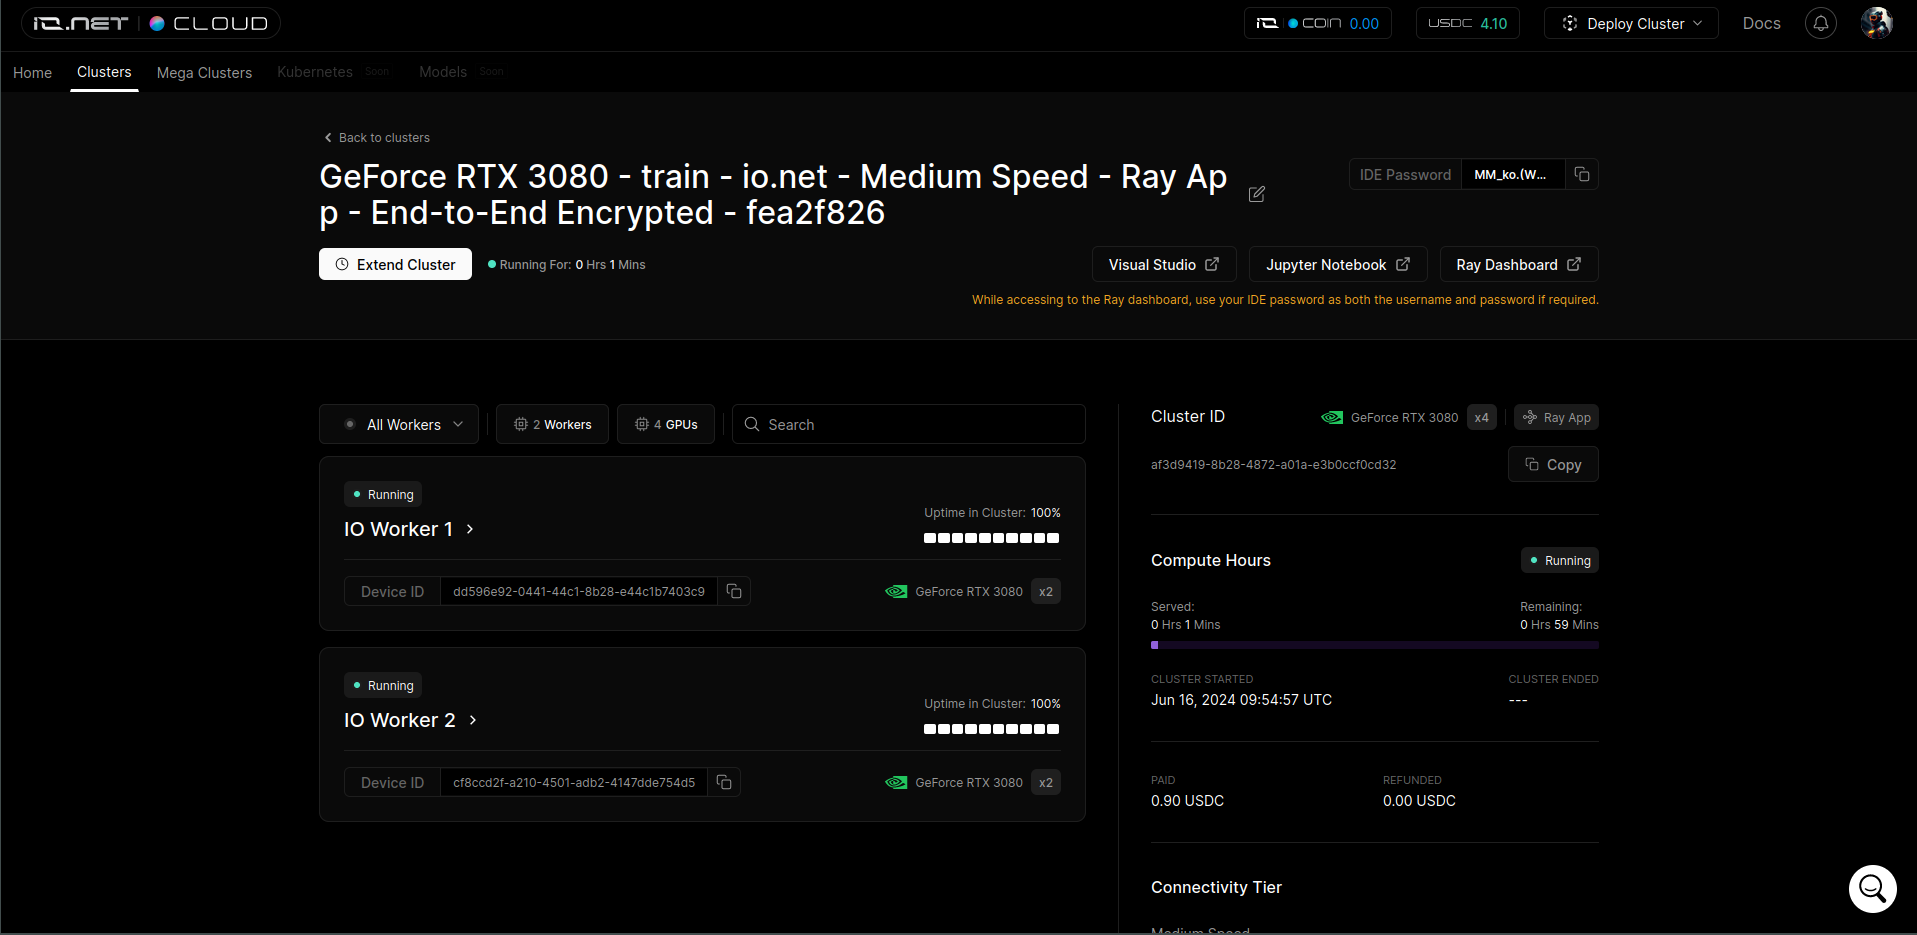 io.net CLOUD
IO COIN 0.00
USDC 4.10
Deploy Cluster
Docs
Home
Clusters
Mega Clusters
Kubernetes Soon
Models Soon
Back to clusters
GeForce RTX 3080 - train - io.net - Medium Speed - Ray Ap
p - End-to-End Encrypted - fea2f826
IDE Password MM_ko.(W...
Extend Cluster
Running For: 0 Hrs 1 Mins
Visual Studio
Jupyter Notebook
Ray Dashboard
While accessing to the Ray dashboard, use your IDE password as both the username and password if required.
All Workers
2 Workers
4 GPUs
Search
Running
IO Worker 1
Uptime in Cluster: 100%
Device ID dd596e92-0441-44c1-8b28-e44c1b7403c9
GeForce RTX 3080 x2
Running
IO Worker 2
Uptime in Cluster: 100%
Device ID cf8ccd2f-a210-4501-adb2-4147dde754d5
GeForce RTX 3080 x2
Cluster ID
GeForce RTX 3080 x4
Ray App
af3d9419-8b28-4872-a01a-e3b0ccf0cd32
Copy
Compute Hours
Running
Served:
0 Hrs 1 Mins
Remaining:
0 Hrs 59 Mins
CLUSTER STARTED
Jun 16, 2024 09:54:57 UTC
CLUSTER ENDED
---
PAID
0.90 USDC
REFUNDED
0.00 USDC
Connectivity Tier
Medium Speed